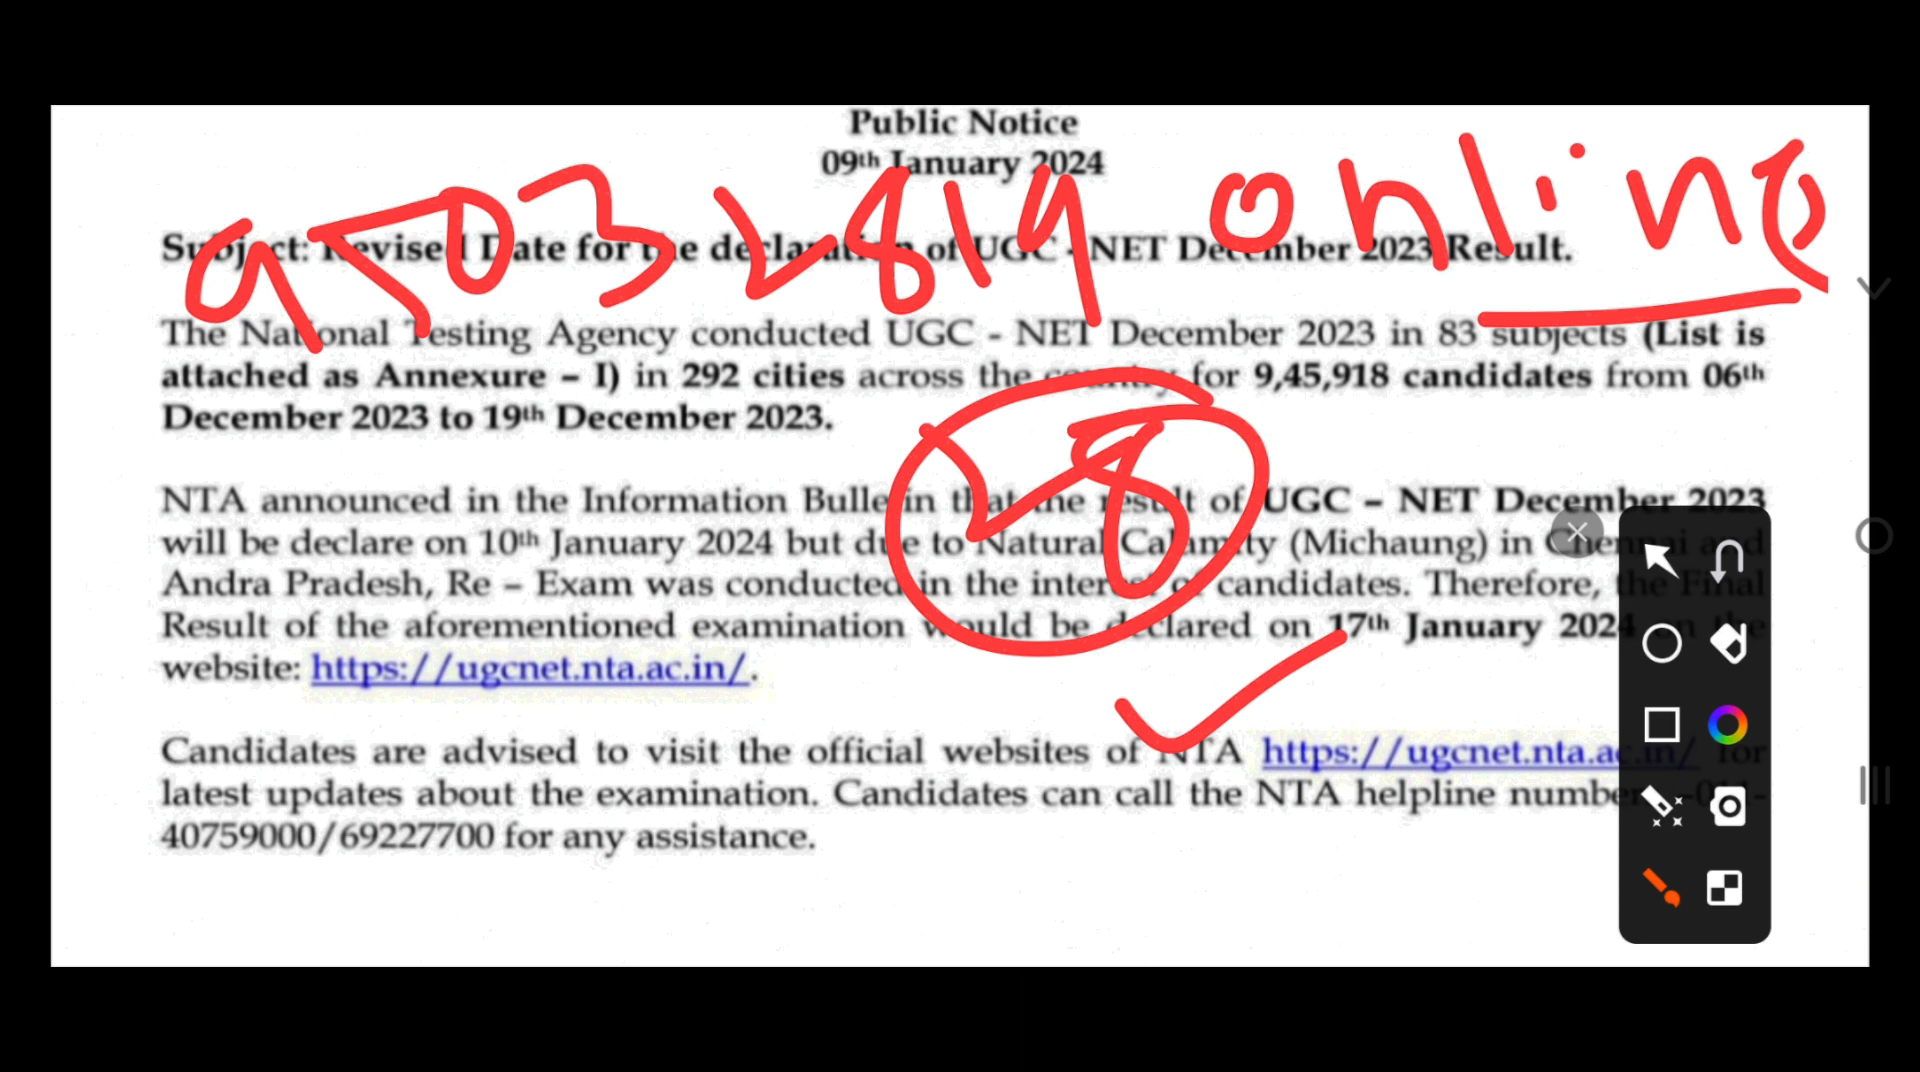 Public Notice
09th January 2024
95032819 online
Subject: Revised Date for the declaration of UGC - NET December 2023 Result.
The National Testing Agency conducted UGC - NET December 2023 in 83 subjects (List is
attached as Annexure – I) in 292 cities across the country for 9,45,918 candidates from 06th
December 2023 to 19th December 2023.
28
NTA announced in the Information Bulletin that the result of UGC – NET December 2023
will be declare on 10th January 2024 but due to Natural Calamity (Michaung) in Chennai and
Andra Pradesh, Re – Exam was conducted in the interest of candidates. Therefore, the Final
Result of the aforementioned examination would be declared on 17th January 2024 on the
website: https://ugcnet.nta.ac.in/.
Candidates are advised to visit the official websites of NTA https://ugcnet.nta.ac.in/ for
latest updates about the examination. Candidates can call the NTA helpline number
40759000/69227700 for any assistance.